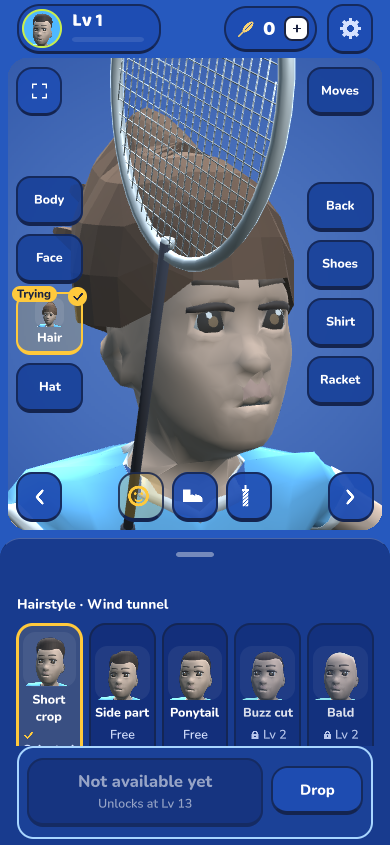 Lv 1
0
+
Moves
Body
Back
Face
Shoes
Trying
Hair
Shirt
Hat
Racket
Hairstyle · Wind tunnel
Short crop
Side part
Ponytail
Buzz cut
Bald
Free
Free
Lv 2
Lv 2
Not available yet
Unlocks at Lv 13
Drop